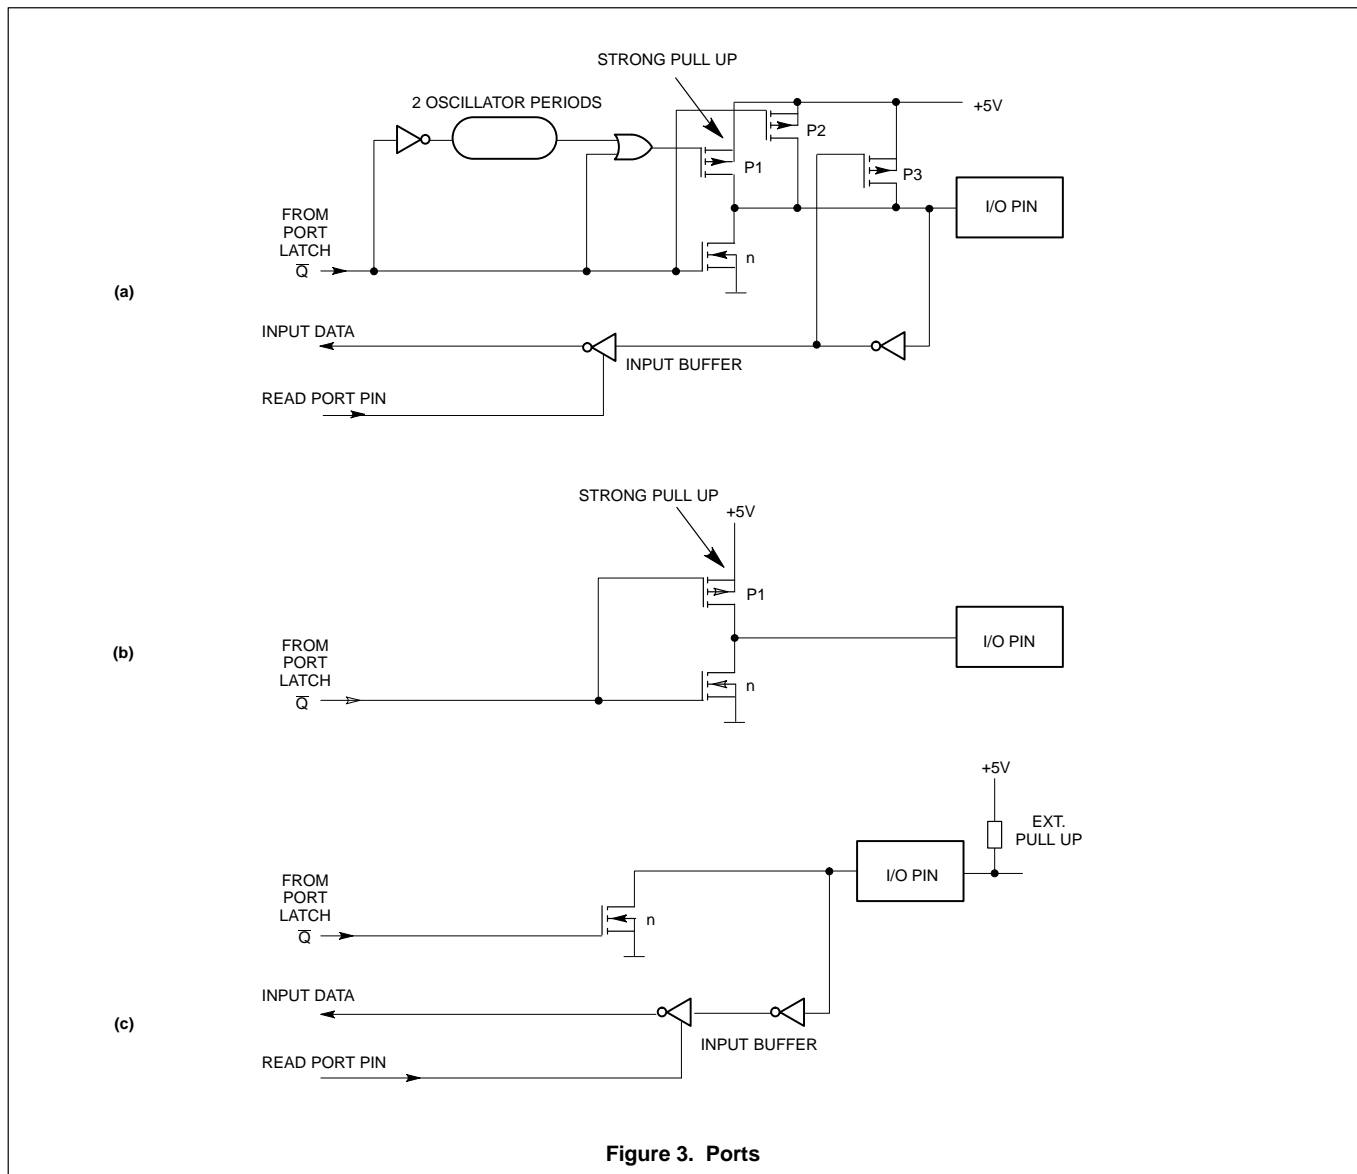 STRONG PULL UP
2 OSCILLATOR PERIODS
+5V
P2
P1
P3
I/O PIN
FROM
PORT
LATCH
Q̅
n
(a)
INPUT DATA
INPUT BUFFER
READ PORT PIN
STRONG PULL UP
+5V
P1
I/O PIN
FROM
PORT
LATCH
Q̅
n
(b)
+5V
EXT.
PULL UP
I/O PIN
FROM
PORT
LATCH
Q̅
n
INPUT DATA
(c)
INPUT BUFFER
READ PORT PIN
Figure 3. Ports